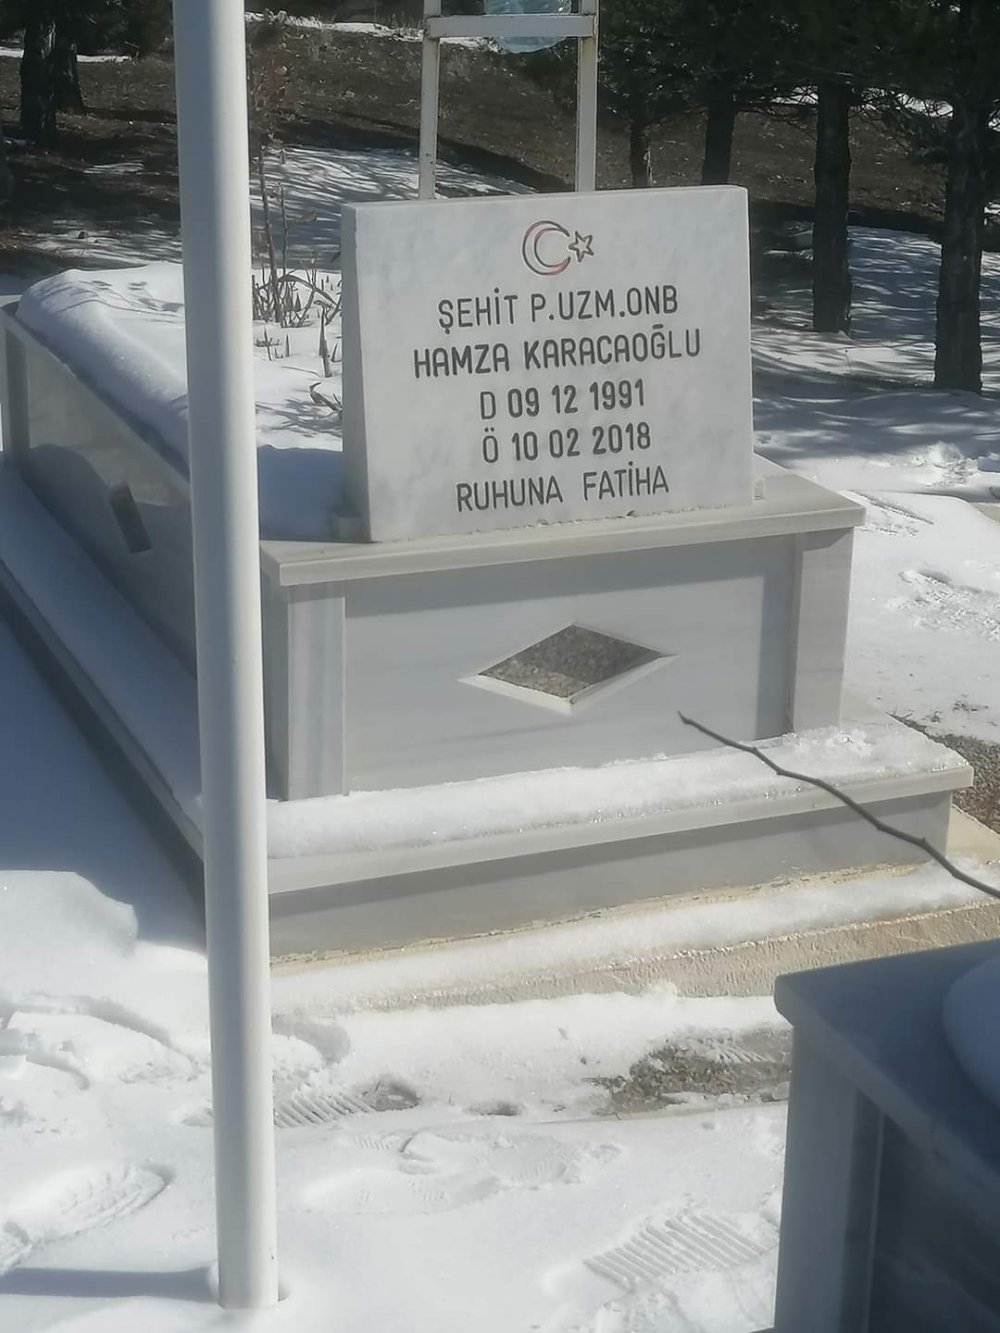 ŞEHİT P.UZM.ONB
HAMZA KARACAOĞLU
D 09 12 1991
Ö 10 02 2018
RUHUNA FATİHA